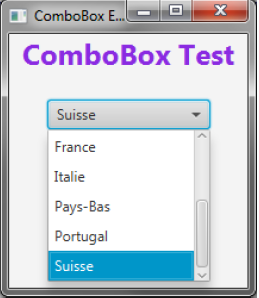 ComboBox E...
ComboBox Test
Suisse
France
Italie
Pays-Bas
Portugal
Suisse